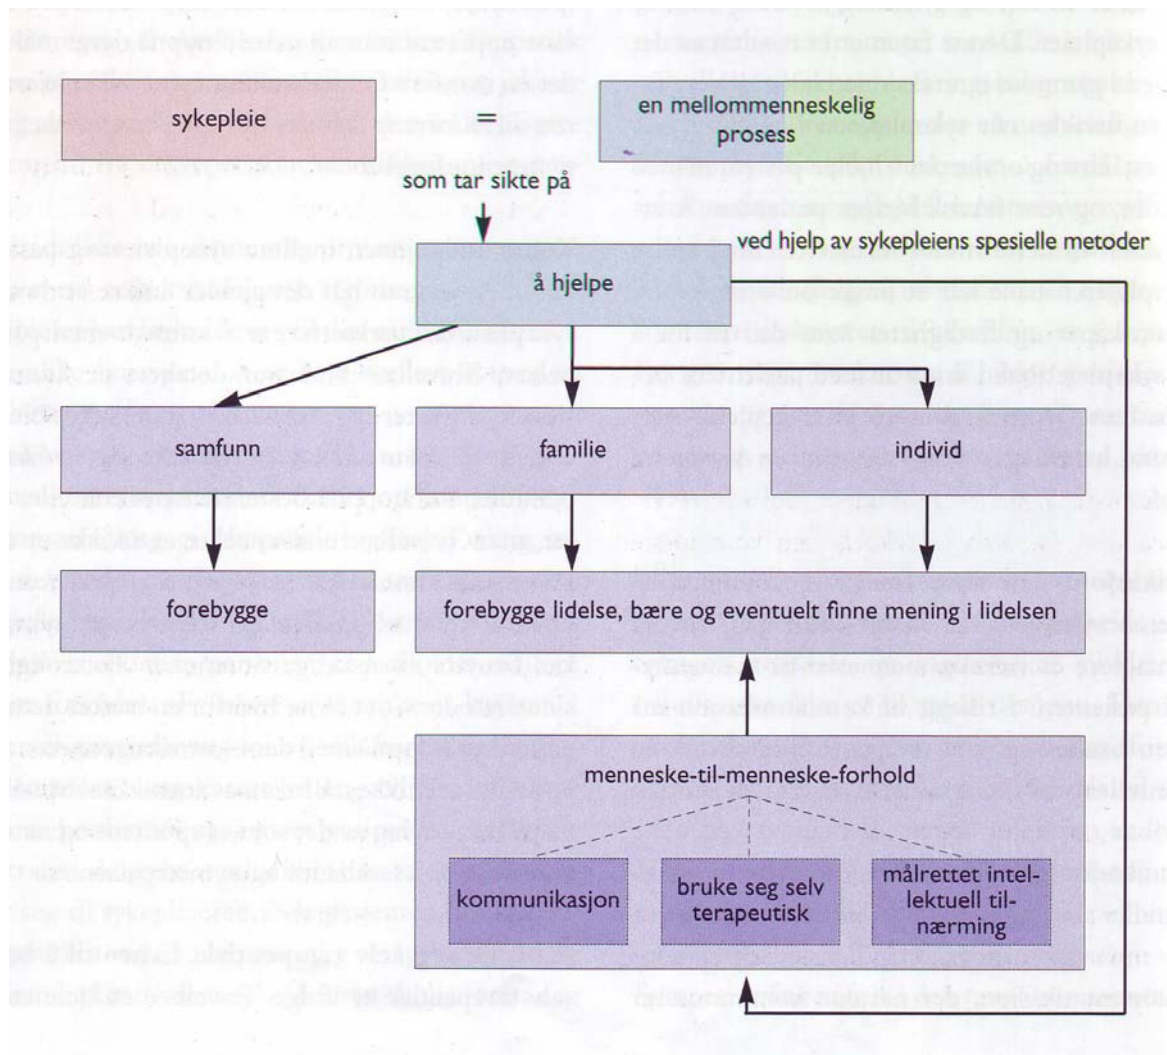 sykepleie
=
en mellommenneskelig
prosess
som tar sikte på
ved hjelp av sykepleiens spesielle metoder
å hjelpe
samfunn
familie
individ
forebygge
forebygge lidelse, bære og eventuelt finne mening i lidelsen
menneske-til-menneske-forhold
kommunikasjon
bruke seg selv
terapeutisk
målrettet intel-
lektuell til-
nærming